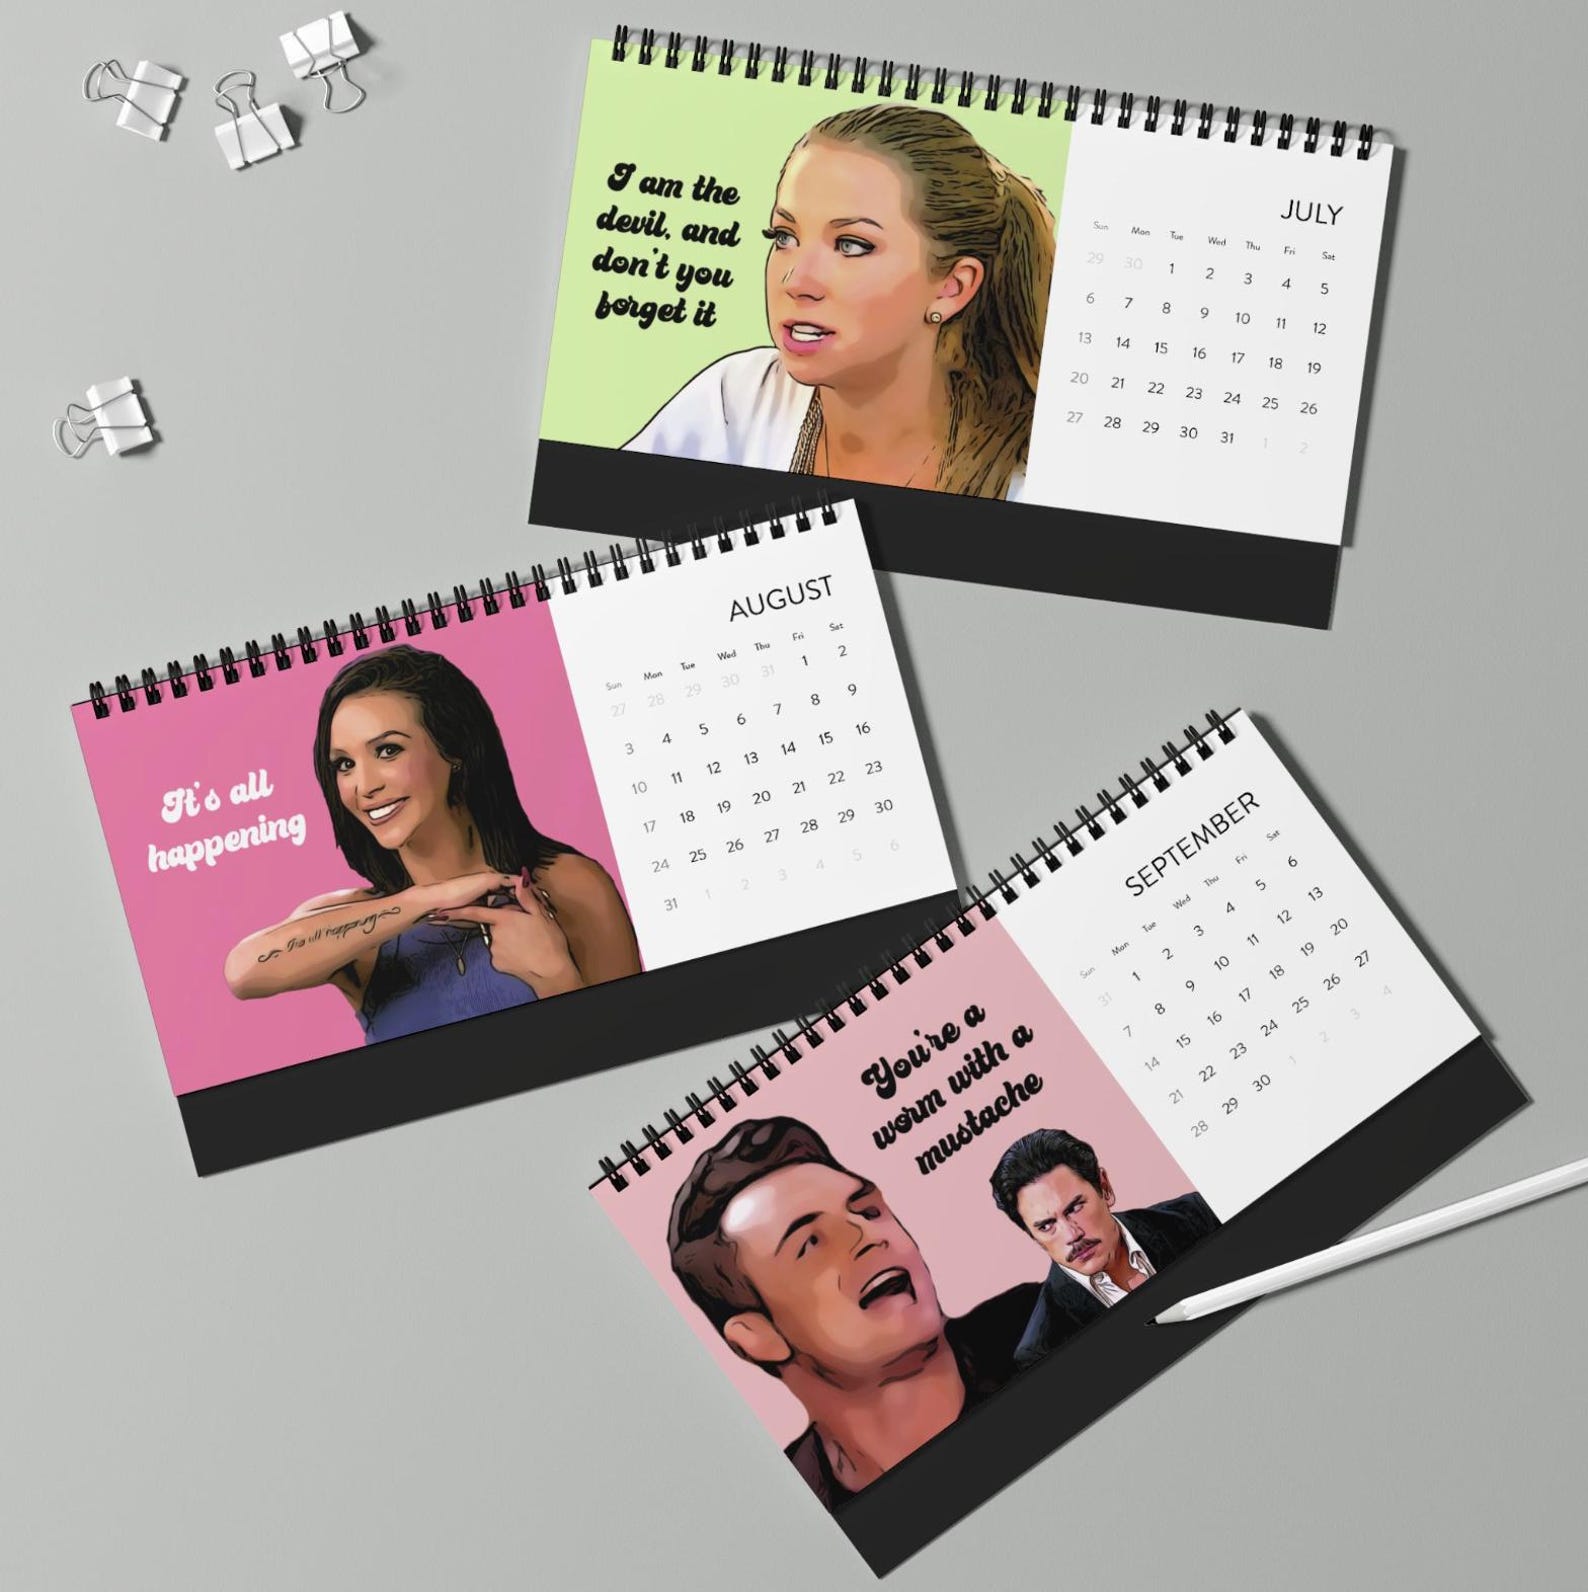 I am the
devil, and
don't you
forget it
JULY
Sun Mon Tue Wed Thu Fri Sat
29 30 1 2 3 4 5
6 7 8 9 10 11 12
13 14 15 16 17 18 19
20 21 22 23 24 25 26
27 28 29 30 31 1 2
It's all
happening
AUGUST
Sun Mon Tue Wed Thu Fri Sat
27 28 29 30 31 1 2
3 4 5 6 7 8 9
10 11 12 13 14 15 16
17 18 19 20 21 22 23
24 25 26 27 28 29 30
31 1 2 3 4 5 6
You're a
worm with a
mustache
SEPTEMBER
Sun Mon Tue Wed Thu Fri Sat
31 1 2 3 4 5 6
7 8 9 10 11 12 13
14 15 16 17 18 19 20
21 22 23 24 25 26 27
28 29 30 1 2 3 4